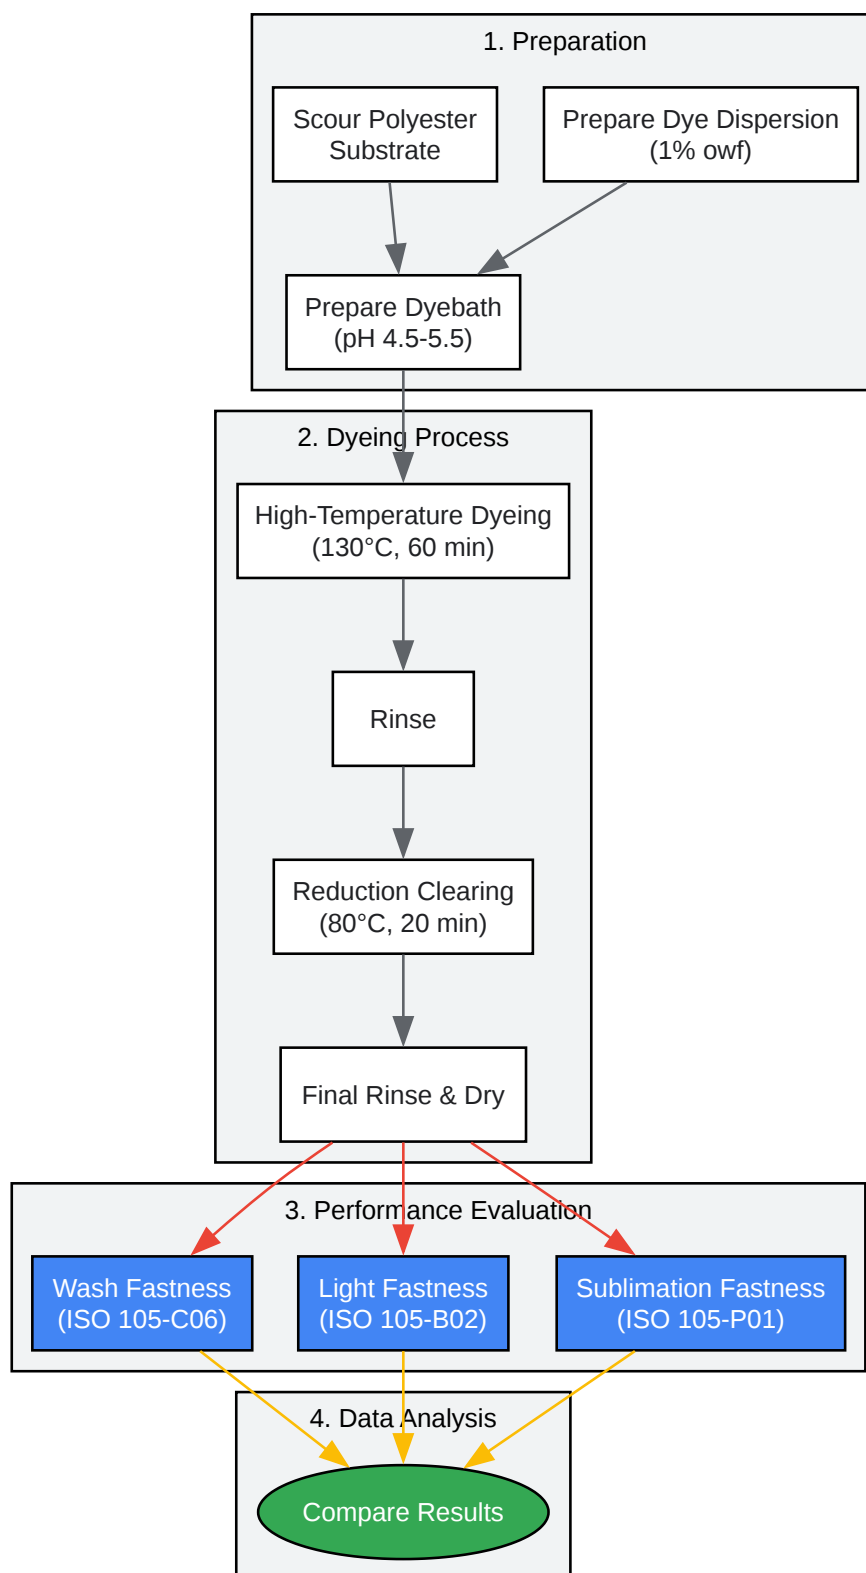 1. Preparation
Scour Polyester
Substrate
Prepare Dye Dispersion
(1% owf)
Prepare Dyebath
(pH 4.5-5.5)
2. Dyeing Process
High-Temperature Dyeing
(130°C, 60 min)
Rinse
Reduction Clearing
(80°C, 20 min)
Final Rinse & Dry
3. Performance Evaluation
Wash Fastness
(ISO 105-C06)
Light Fastness
(ISO 105-B02)
Sublimation Fastness
(ISO 105-P01)
4. Data Analysis
Compare Results